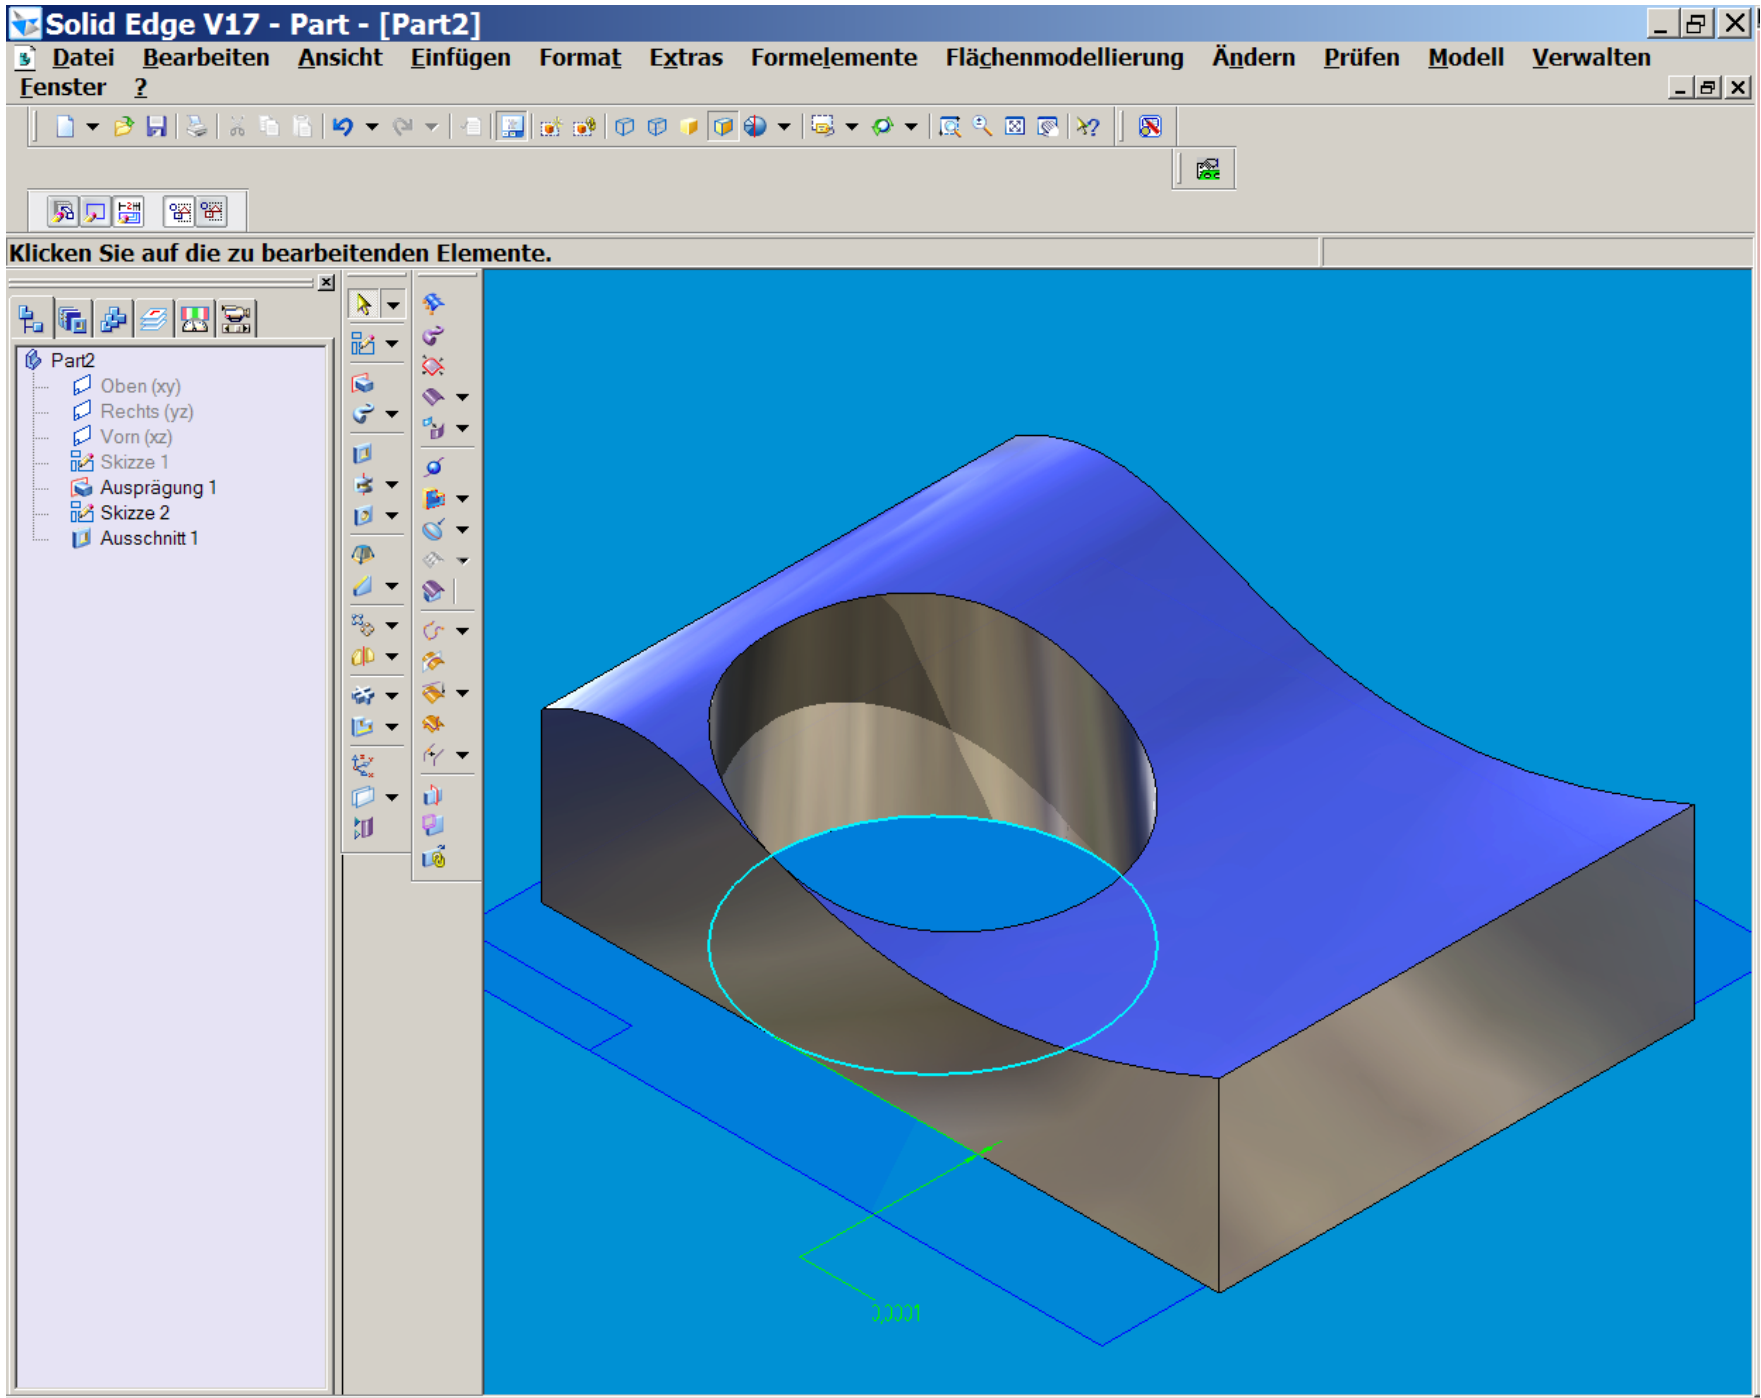 Solid Edge V17 - Part - [Part2]
Datei Bearbeiten Ansicht Einfügen Format Extras Formelemente Flächenmodellierung Ändern Prüfen Modell Verwalten
Fenster ?
Klicken Sie auf die zu bearbeitenden Elemente.
Part2
Oben (xy)
Rechts (yz)
Vorn (xz)
Skizze 1
Ausprägung 1
Skizze 2
Ausschnitt 1
0,0001